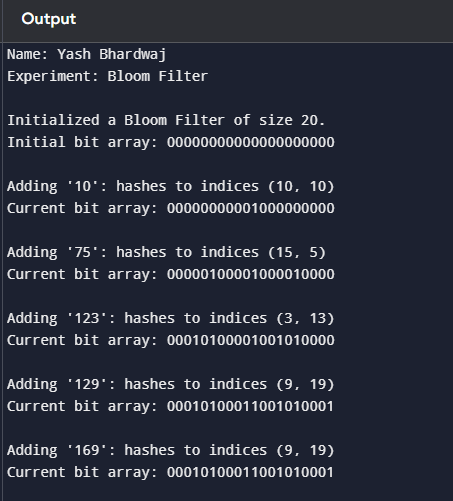 Output
Name: Yash Bhardwaj
Experiment: Bloom Filter
Initialized a Bloom Filter of size 20.
Initial bit array: 00000000000000000000
Adding '10': hashes to indices (10, 10)
Current bit array: 00000000001000000000
Adding '75': hashes to indices (15, 5)
Current bit array: 00000100001000010000
Adding '123': hashes to indices (3, 13)
Current bit array: 00010100001001010000
Adding '129': hashes to indices (9, 19)
Current bit array: 00010100011001010001
Adding '169': hashes to indices (9, 19)
Current bit array: 00010100011001010001